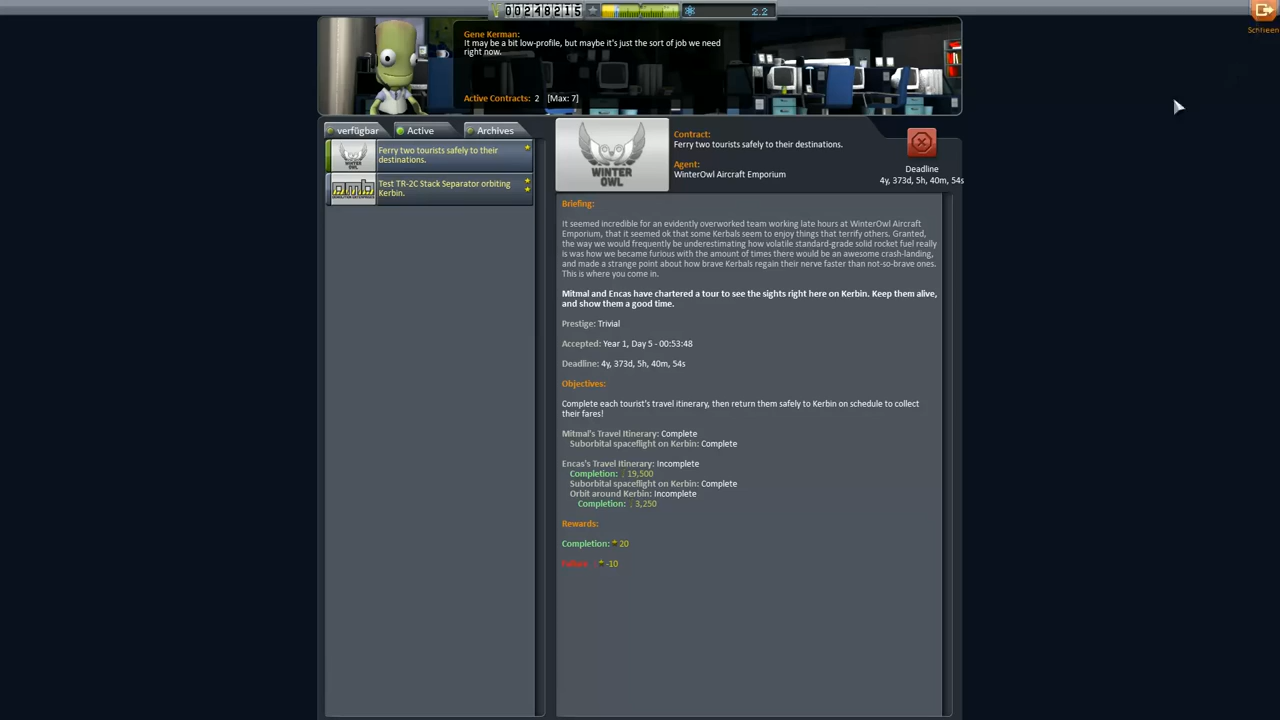 00248215
2.2
Schließen
Gene Kerman:
It may be a bit low-profile, but maybe it's just the sort of job we need
right now.
Active Contracts: 2 [Max: 7]
verfügbar
Active
Archives
WINTER
OWL
Ferry two tourists safely to their
destinations.
Test TR-2C Stack Separator orbiting
Kerbin.
WINTER
OWL
Contract:
Ferry two tourists safely to their destinations.
Agent:
WinterOwl Aircraft Emporium
Deadline
4y, 373d, 5h, 40m, 54s
Briefing:
It seemed incredible for an evidently overworked team working late hours at WinterOwl Aircraft
Emporium, that it seemed ok that some Kerbals seem to enjoy things that terrify others. Granted,
the way we would frequently be underestimating how volatile standard-grade solid rocket fuel really
is was how we became furious with the amount of times there would be an awesome crash-landing,
and made a strange point about how brave Kerbals regain their nerve faster than not-so-brave ones.
This is where you come in.
Mitmal and Encas have chartered a tour to see the sights right here on Kerbin. Keep them alive,
and show them a good time.
Prestige: Trivial
Accepted: Year 1, Day 5 - 00:53:48
Deadline: 4y, 373d, 5h, 40m, 54s
Objectives:
Complete each tourist's travel itinerary, then return them safely to Kerbin on schedule to collect
their fares!
Mitmal's Travel Itinerary: Complete
Suborbital spaceflight on Kerbin: Complete
Encas's Travel Itinerary: Incomplete
Completion: 19,500
Suborbital spaceflight on Kerbin: Complete
Orbit around Kerbin: Incomplete
Completion: 3,250
Rewards:
Completion: 20
Failure: -10